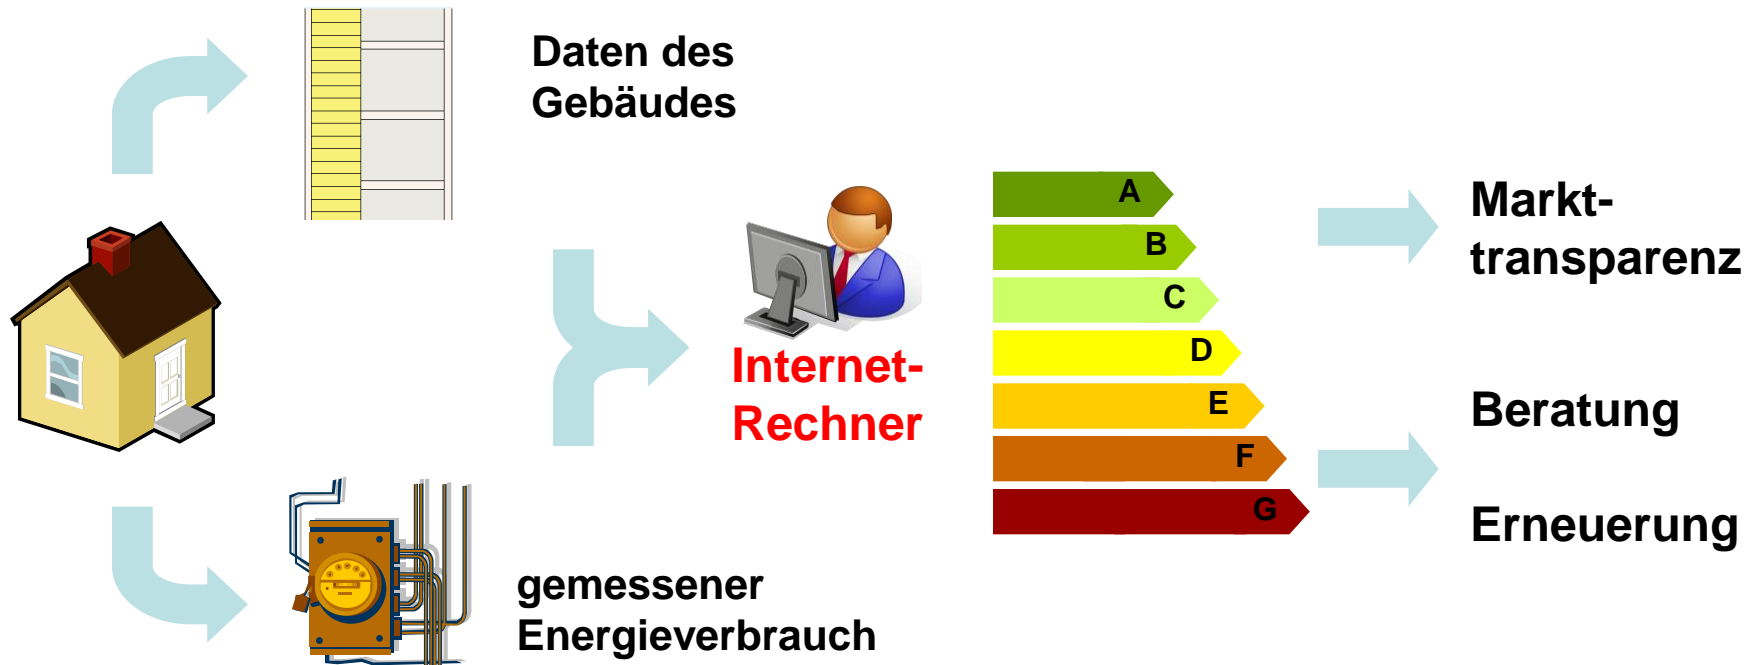 Daten des
Gebäudes
gemessener
Energieverbrauch
Internet-
Rechner
A
B
C
D
E
F
G
Markt-
transparenz
Beratung
Erneuerung